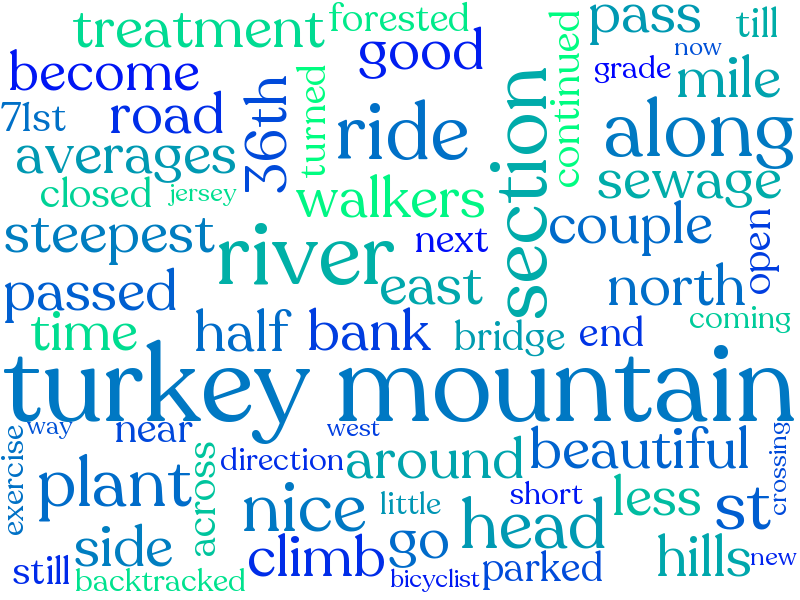 treatment forested pass till
become good now
71st road 36th turned ride section continued grade mile
averages along
closed jersey walkers sewage
steepest river next couple open
passed east north
time half bank bridge end coming
turkey mountain
way near west
exercise across direction around beautiful crossing
plant nice little short less st
side head
still climb go parked hills new
backtracked bicyclist